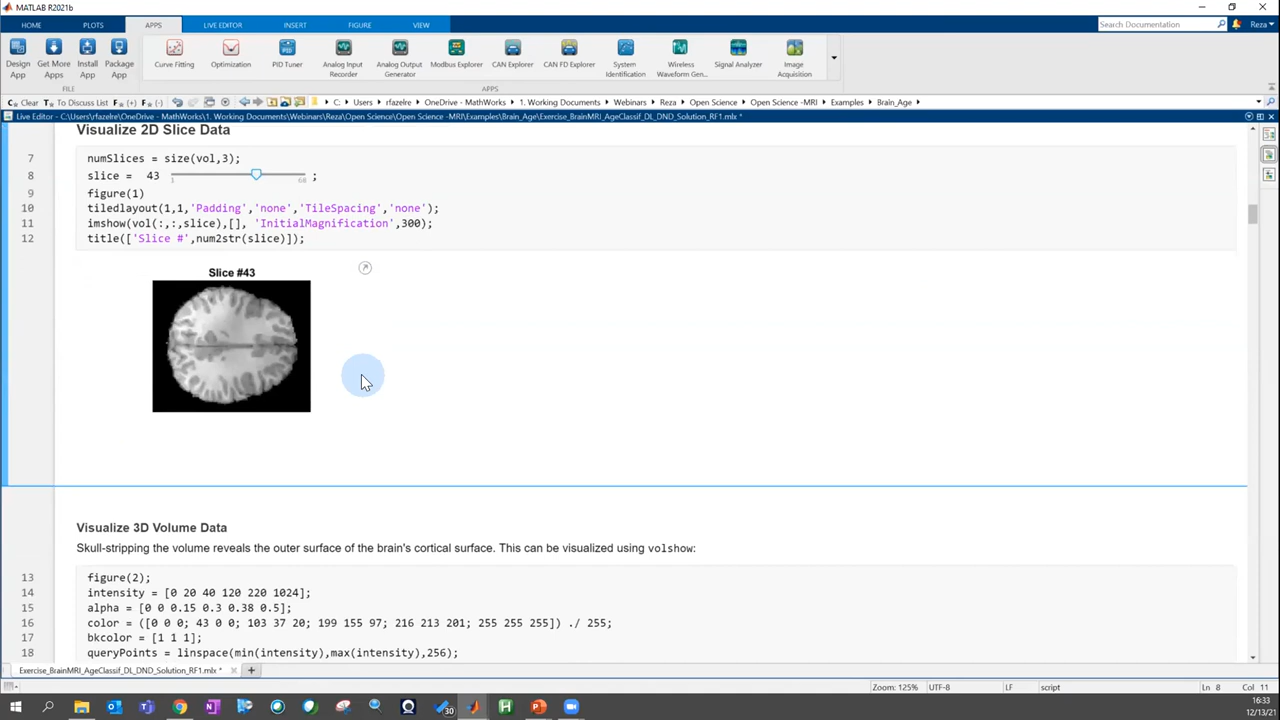 MATLAB R2021b
HOME PLOTS APPS LIVE EDITOR INSERT FIGURE VIEW
Search Documentation
Reza
Design App
Get More Apps
Install App
Package App
Curve Fitting
Optimization
PID Tuner
Analog Input Recorder
Analog Output Generator
Modbus Explorer
CAN Explorer
CAN FD Explorer
System Identification
Wireless Waveform Gen...
Signal Analyzer
Image Acquisition
FILE APPS
Clear To Discuss List F (+) F (-) C: Users rfazelre OneDrive - MathWorks 1. Working Documents Webinars Reza Open Science Open Science -MRI Examples Brain_Age
Live Editor - C:\Users\rfazelre\OneDrive - MathWorks\1. Working Documents\Webinars\Reza\Open Science\Open Science -MRI\Examples\Brain_Age\Exercise_BrainMRI_AgeClassif_DL_DND_Solution_RF1.mlx *
Visualize 2D Slice Data
7 numSlices = size(vol,3);
8 slice = 43 1 68 ;
9 figure(1)
10 tiledlayout(1,1,'Padding','none','TileSpacing','none');
11 imshow(vol(:,:,slice),[], 'InitialMagnification',300);
12 title(['Slice #',num2str(slice)]);
Slice #43
Visualize 3D Volume Data
Skull-stripping the volume reveals the outer surface of the brain's cortical surface. This can be visualized using volshow:
13 figure(2);
14 intensity = [0 20 40 120 220 1024];
15 alpha = [0 0 0.15 0.3 0.38 0.5];
16 color = ([0 0 0; 43 0 0; 103 37 20; 199 155 97; 216 213 201; 255 255 255]) ./ 255;
17 bkcolor = [1 1 1];
18 queryPoints = linspace(min(intensity),max(intensity),256);
Exercise_BrainMRI_AgeClassif_DL_DND_Solution_RF1.mlx *
Zoom: 125% UTF-8 LF script Ln 8 Col 11
30
16:33
12/13/21